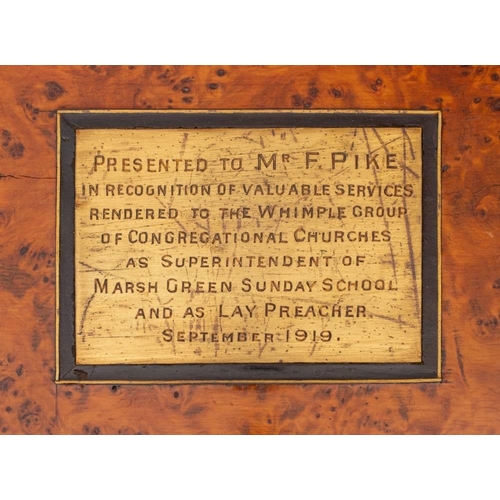 PRESENTED TO MR F. PIKE
IN RECOGNITION OF VALUABLE SERVICES
RENDERED TO THE WHIMPLE GROUP
OF CONGREGATIONAL CHURCHES
AS SUPERINTENDENT OF
MARSH GREEN SUNDAY SCHOOL
AND AS LAY PREACHER.
SEPTEMBER 1919.